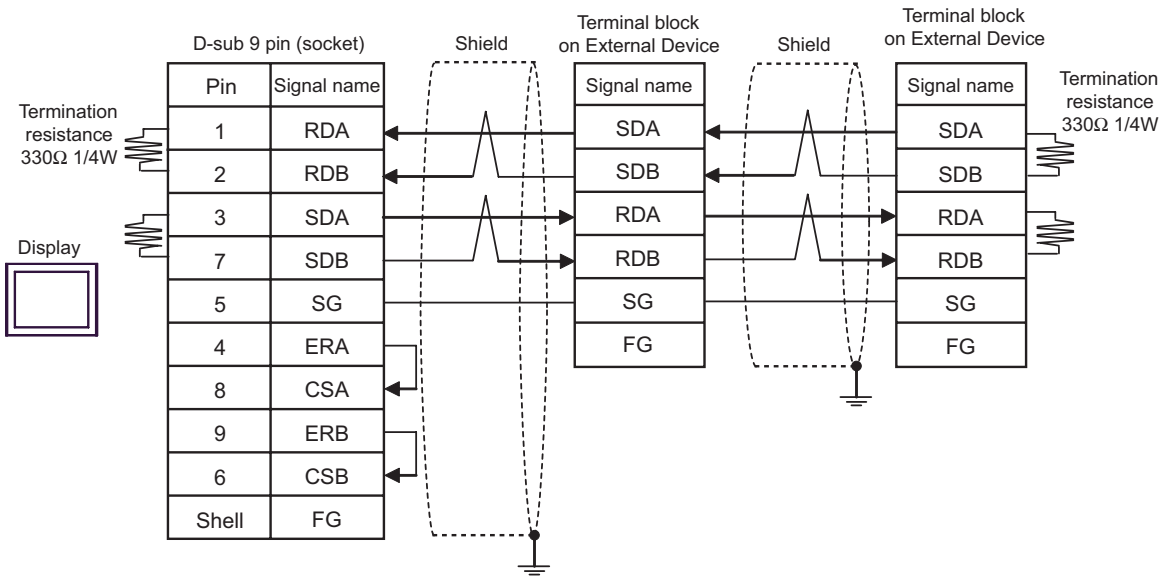 D-sub 9 pin (socket)
Shield
Terminal block
on External Device
Shield
Terminal block
on External Device
Termination
resistance
330Ω 1/4W
Display
Pin Signal name
1 RDA
2 RDB
3 SDA
7 SDB
5 SG
4 ERA
8 CSA
9 ERB
6 CSB
Shell FG
Signal name
SDA
SDB
RDA
RDB
SG
FG
Signal name
SDA
SDB
RDA
RDB
SG
FG
Termination
resistance
330Ω 1/4W